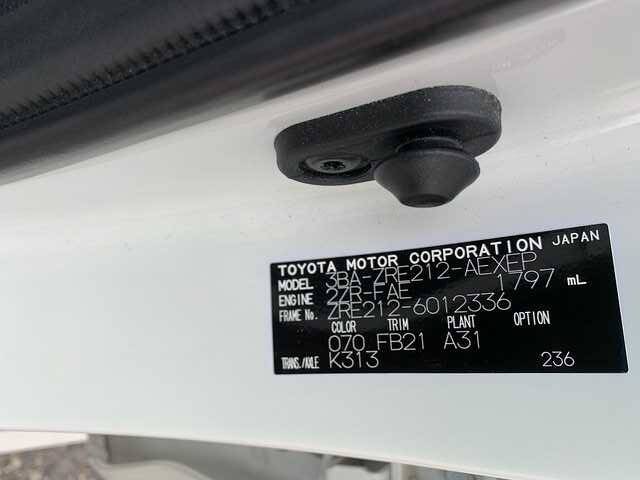 TOYOTA MOTOR CORPORATION JAPAN
MODEL 3BA-ZRE212-AEXEP
ENGINE 2ZR-FAE 1797 mL
FRAME No. ZRE212-6012336
COLOR TRIM PLANT OPTION
070 FB21 A31
TRANS./AXLE K313 236